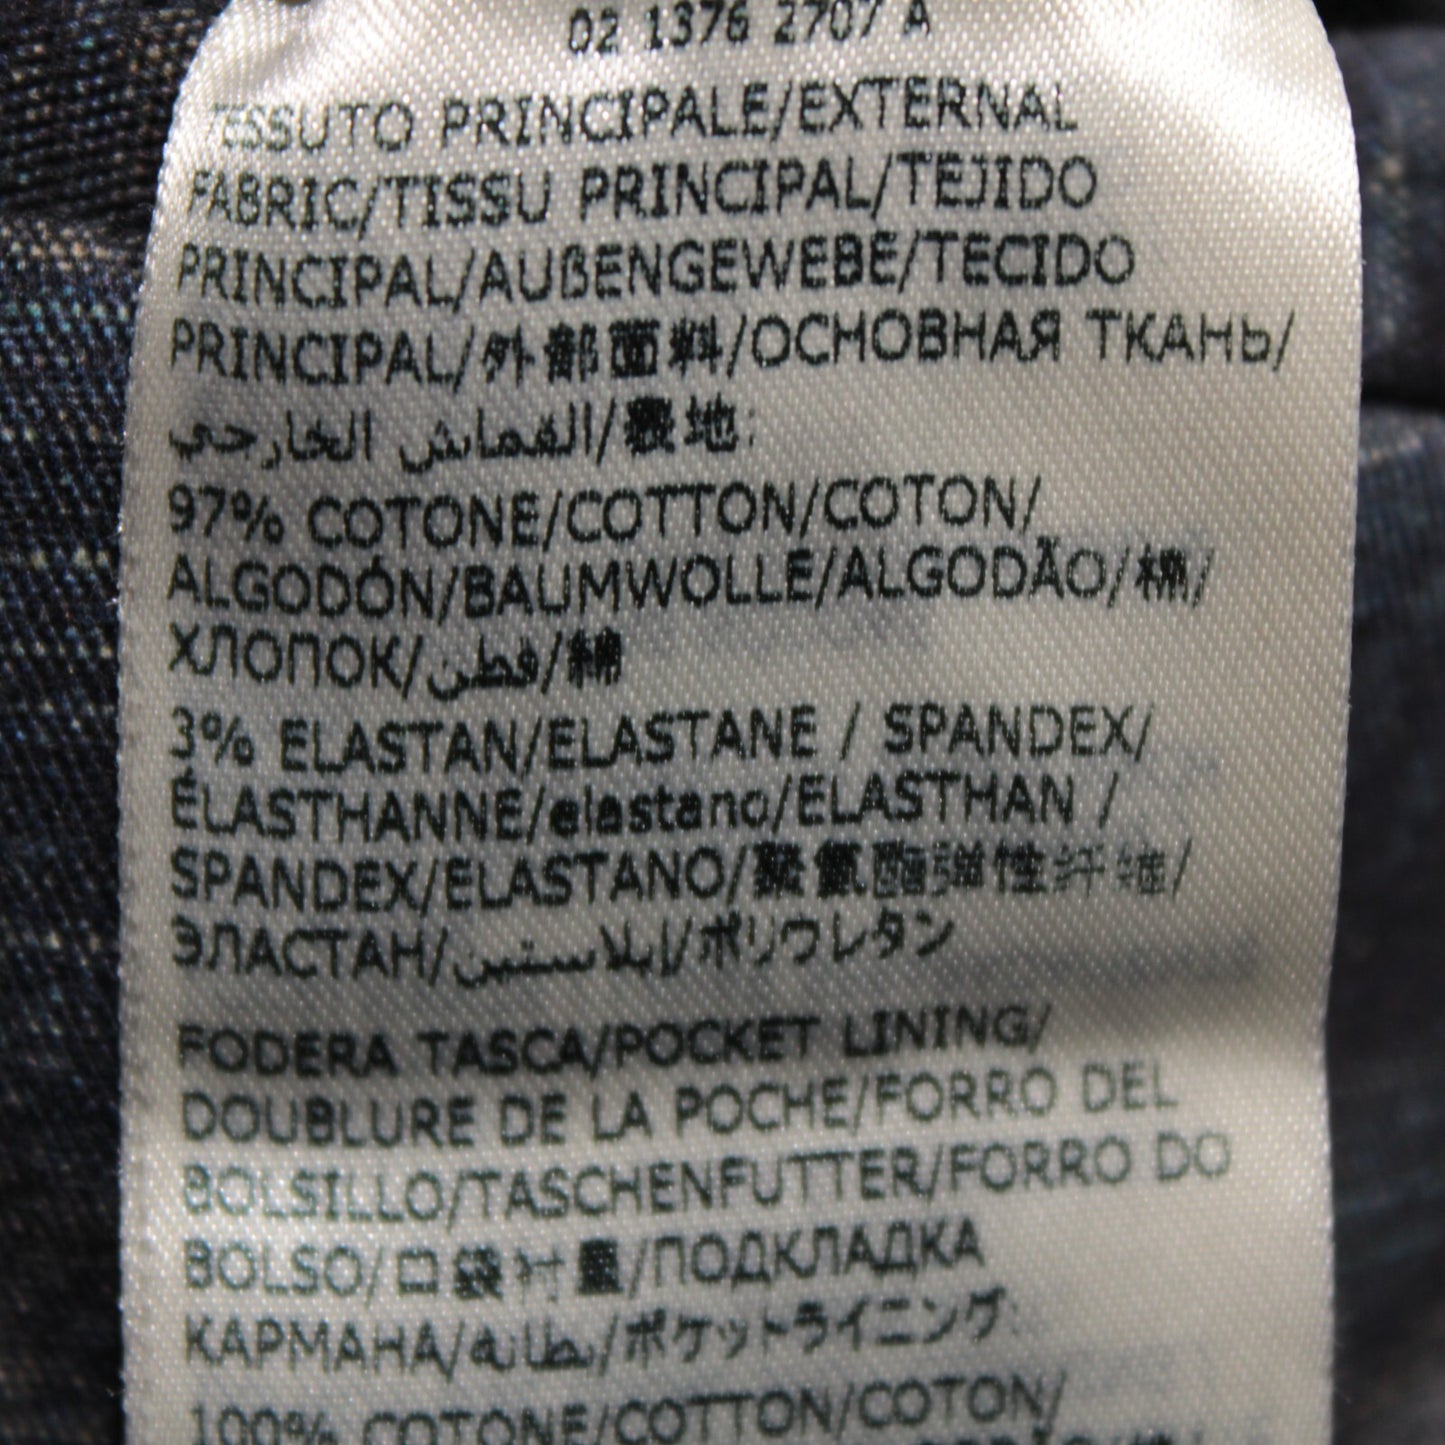 02 1376 2707 A
TESSUTO PRINCIPALE/EXTERNAL
FABRIC/TISSU PRINCIPAL/TEJIDO
PRINCIPAL/AUßENGEWEBE/TECIDO
PRINCIPAL/外部面料/ОСНОВНАЯ ТКАНЬ/
القماش الخارجي/表地:
97% COTONE/COTTON/COTON/
ALGODÓN/BAUMWOLLE/ALGODÃO/棉/
ХЛОПОК/قطن/綿
3% ELASTAN/ELASTANE / SPANDEX/
ÉLASTHANNE/elastano/ELASTHAN /
SPANDEX/ELASTANO/聚氨酯弹性纤维/
ЭЛАСТАН/إيلاستين/ポリウレタン
FODERA TASCA/POCKET LINING/
DOUBLURE DE LA POCHE/FORRO DEL
BOLSILLO/TASCHENFUTTER/FORRO DO
BOLSO/口袋衬里/ПОДКЛАДКА
КАРМАНА/بطانه/ポケットライニング:
100% COTONE/COTTON/COTON/